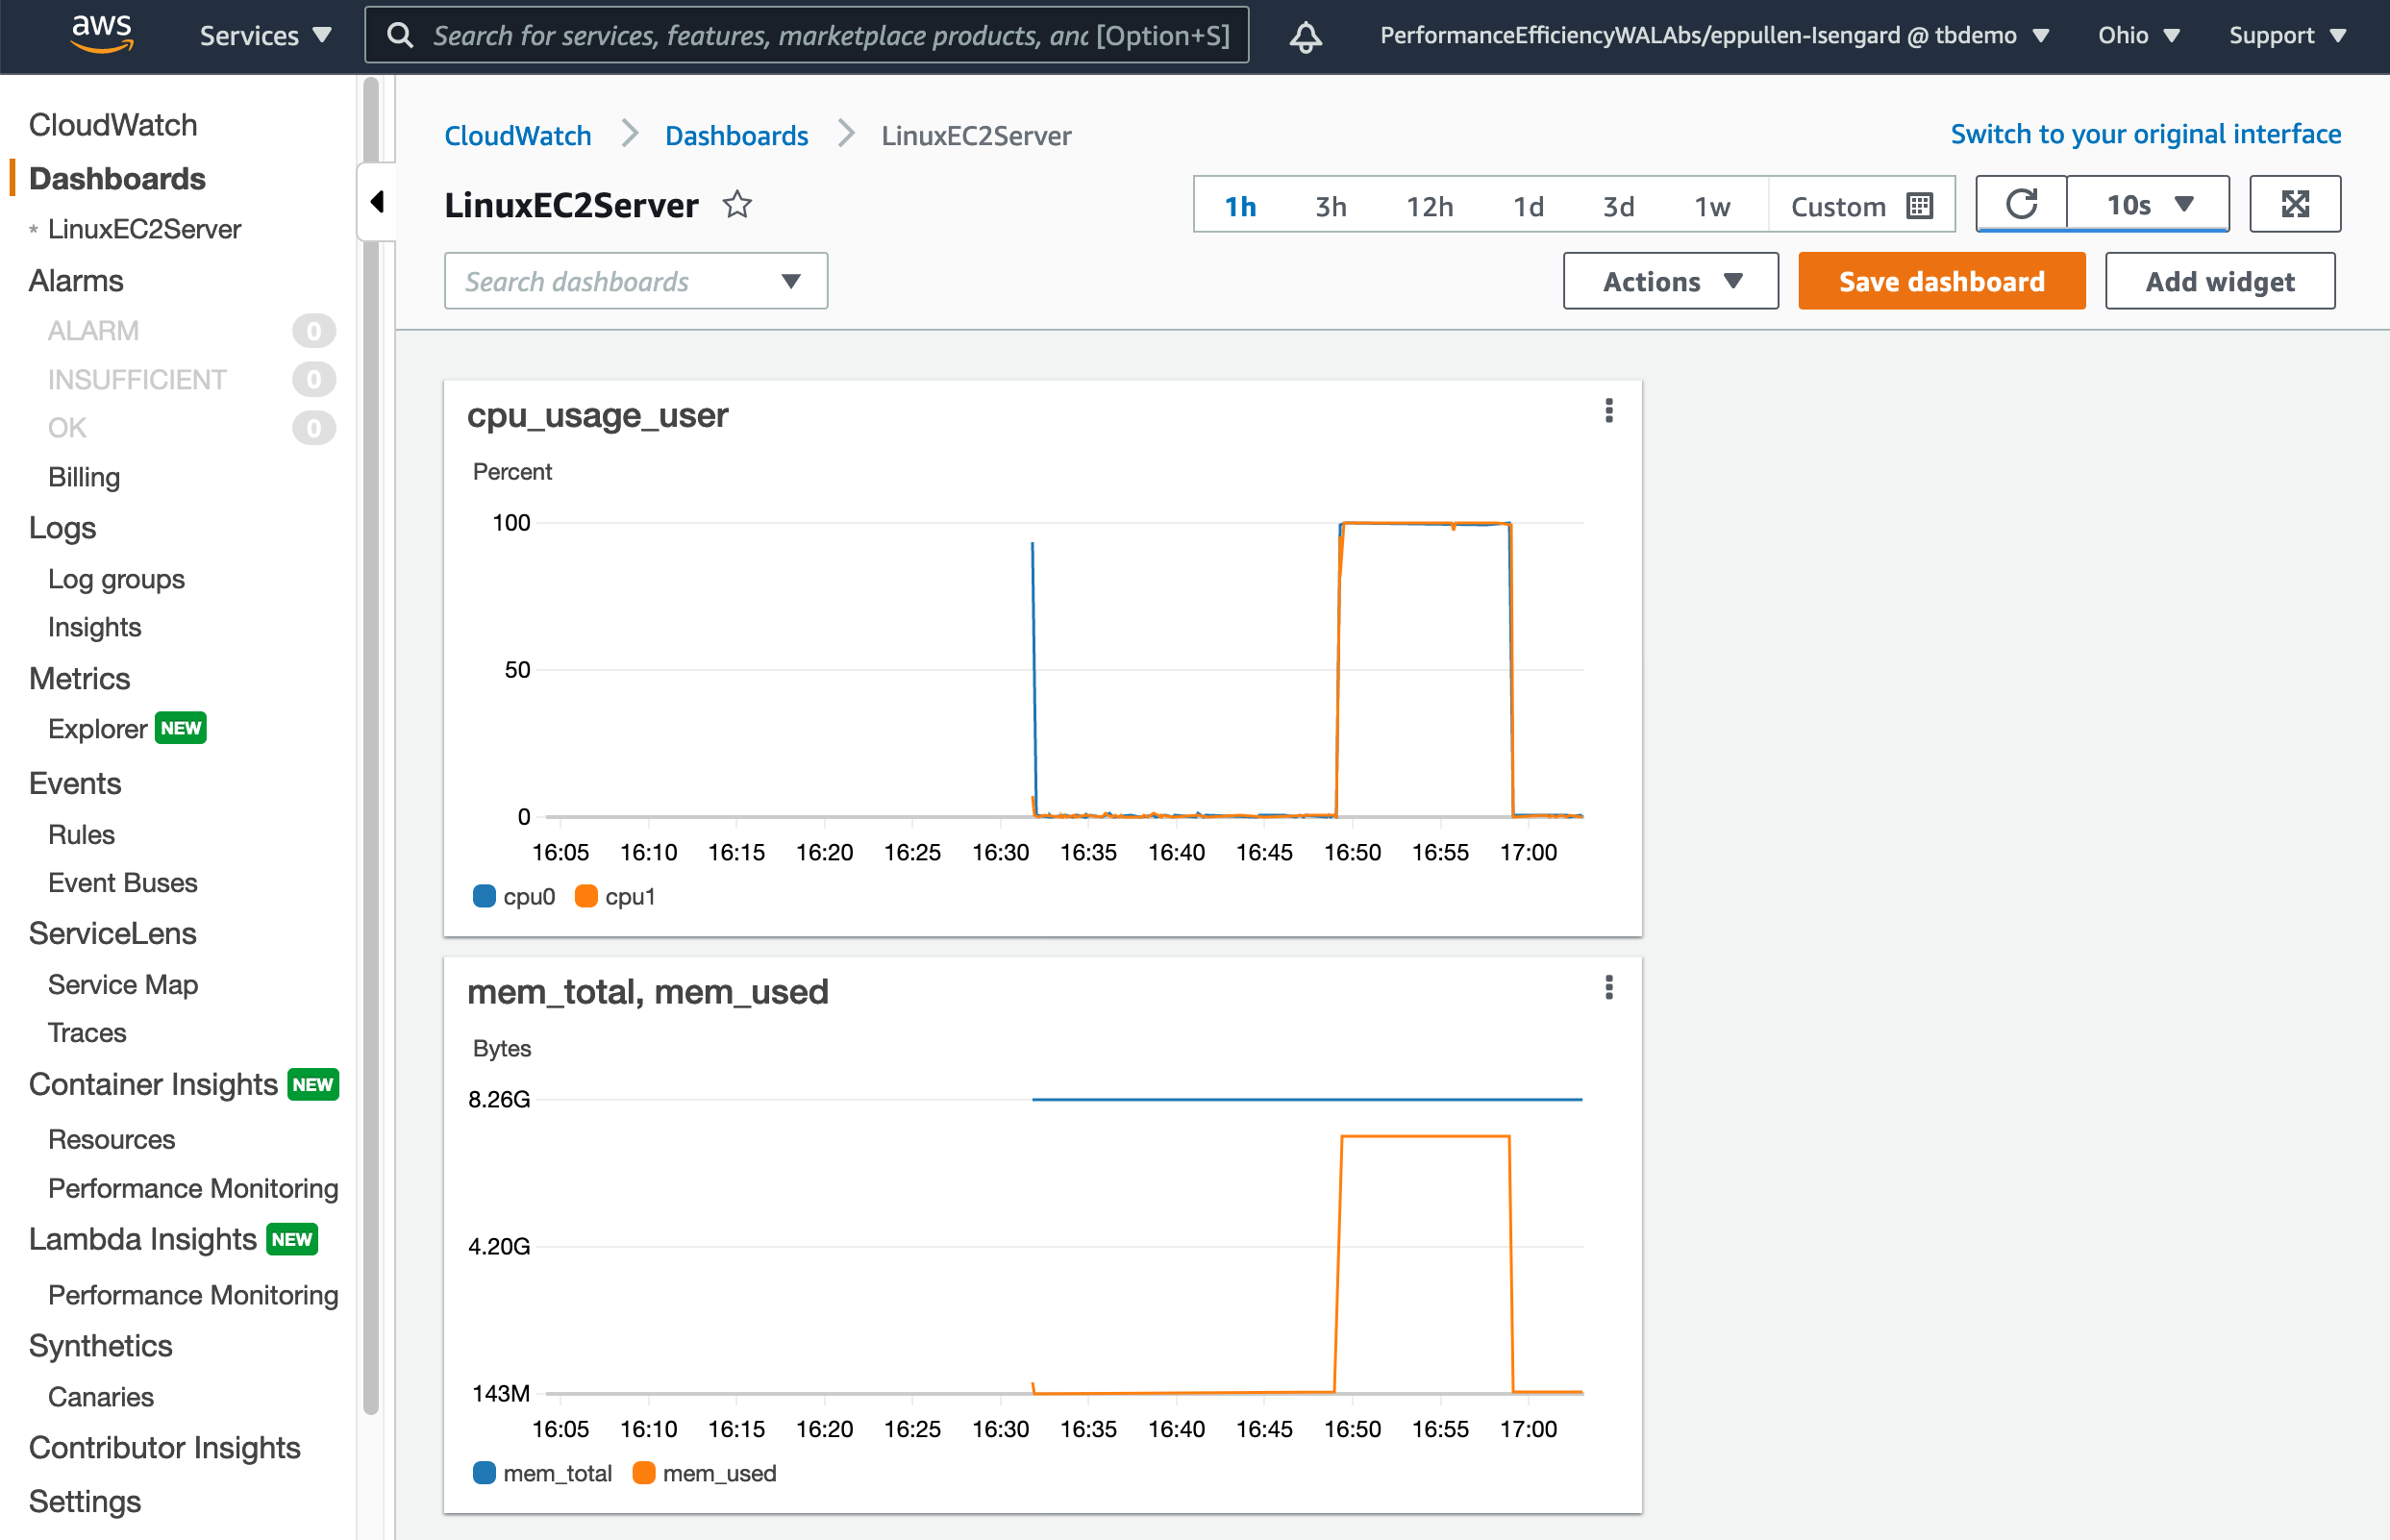 aws
Services
Search for services, features, marketplace products, and [Option+S]
PerformanceEfficiencyWALAbs/eppullen-Isengard @ tbdemo
Ohio
Support
CloudWatch
Dashboards
* LinuxEC2Server
Alarms
ALARM 0
INSUFFICIENT 0
OK 0
Billing
Logs
Log groups
Insights
Metrics
Explorer NEW
Events
Rules
Event Buses
ServiceLens
Service Map
Traces
Container Insights NEW
Resources
Performance Monitoring
Lambda Insights NEW
Performance Monitoring
Synthetics
Canaries
Contributor Insights
Settings
CloudWatch Dashboards LinuxEC2Server
Switch to your original interface
LinuxEC2Server
1h 3h 12h 1d 3d 1w Custom
10s
Search dashboards
Actions
Save dashboard
Add widget
cpu_usage_user
Percent
100
50
0
16:05 16:10 16:15 16:20 16:25 16:30 16:35 16:40 16:45 16:50 16:55 17:00
cpu0 cpu1
mem_total, mem_used
Bytes
8.26G
4.20G
143M
16:05 16:10 16:15 16:20 16:25 16:30 16:35 16:40 16:45 16:50 16:55 17:00
mem_total mem_used